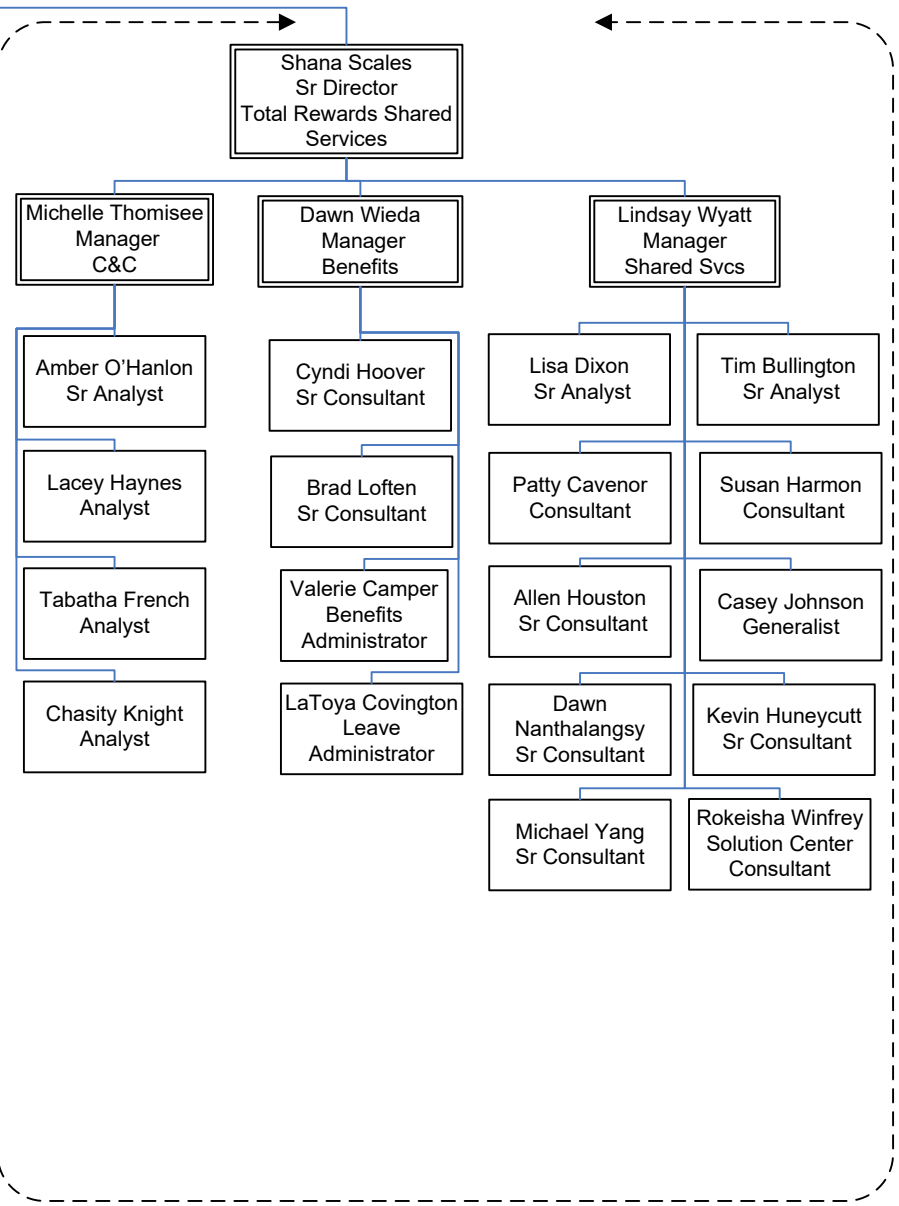 Shana Scales
Sr Director
Total Rewards Shared
Services
Michelle Thomisee
Manager
C&C
Dawn Wieda
Manager
Benefits
Lindsay Wyatt
Manager
Shared Svcs
Amber O’Hanlon
Sr Analyst
Lacey Haynes
Analyst
Tabatha French
Analyst
Chasity Knight
Analyst
Cyndi Hoover
Sr Consultant
Brad Loften
Sr Consultant
Valerie Camper
Benefits
Administrator
LaToya Covington
Leave
Administrator
Lisa Dixon
Sr Analyst
Tim Bullington
Sr Analyst
Patty Cavenor
Consultant
Susan Harmon
Consultant
Allen Houston
Sr Consultant
Casey Johnson
Generalist
Dawn
Nanthalangsy
Sr Consultant
Kevin Huneycutt
Sr Consultant
Michael Yang
Sr Consultant
Rokeisha Winfrey
Solution Center
Consultant